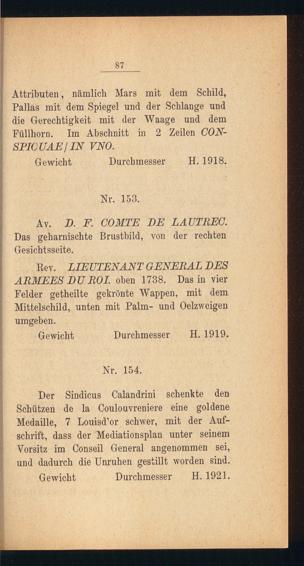 87
Attributen, nämlich Mars mit dem Schild,
Pallas mit dem Spiegel und der Schlange und
die Gerechtigkeit mit der Waage und dem
Füllhorn. Im Abschnitt in 2 Zeilen CON-
SPICUAE/ IN VNO.
Gewicht Durchmesser H. 1918.
Nr. 153.
Av. D. F. COMTE DE LAUTREC.
Das geharnischte Brustbild, von der rechten
Gesichtsseite.
Rev. LIEUTENANT GENERAL DES
ARMEES DU ROI. oben 1738. Das in vier
Felder getheilte gekrönte Wappen, mit dem
Mittelschild, unten mit Palm- und Oelzweigen
umgeben.
Gewicht Durchmesser H. 1919.
Nr. 154.
Der Sindicus Calandrini schenkte den
Schützen de la Coulouvreniere eine goldene
Medaille, 7 Louisd'or schwer, mit der Auf-
schrift, dass der Mediationsplan unter seinem
Vorsitz im Conseil General angenommen sei,
und dadurch die Unruhen gestillt worden sind.
Gewicht Durchmesser H. 1921.